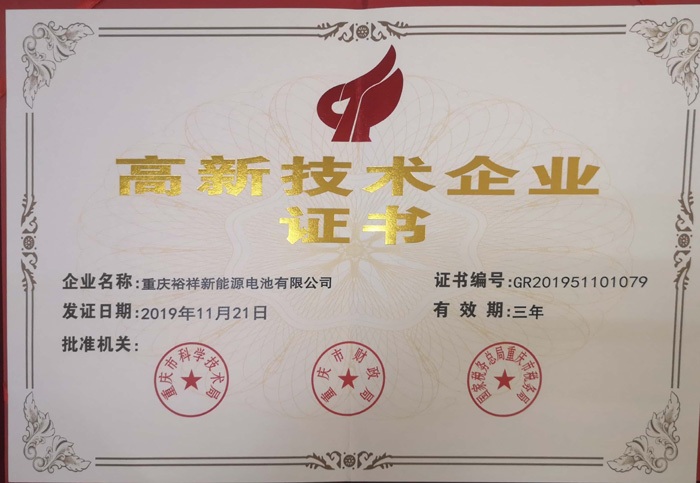 高新技术企业
证书
企业名称:重庆裕祥新能源电池有限公司
证书编号:GR201951101079
发证日期:2019年11月21日
有效期:三年
批准机关:
重庆市科学技术局
重庆市财政局
国家税务总局重庆市税务局